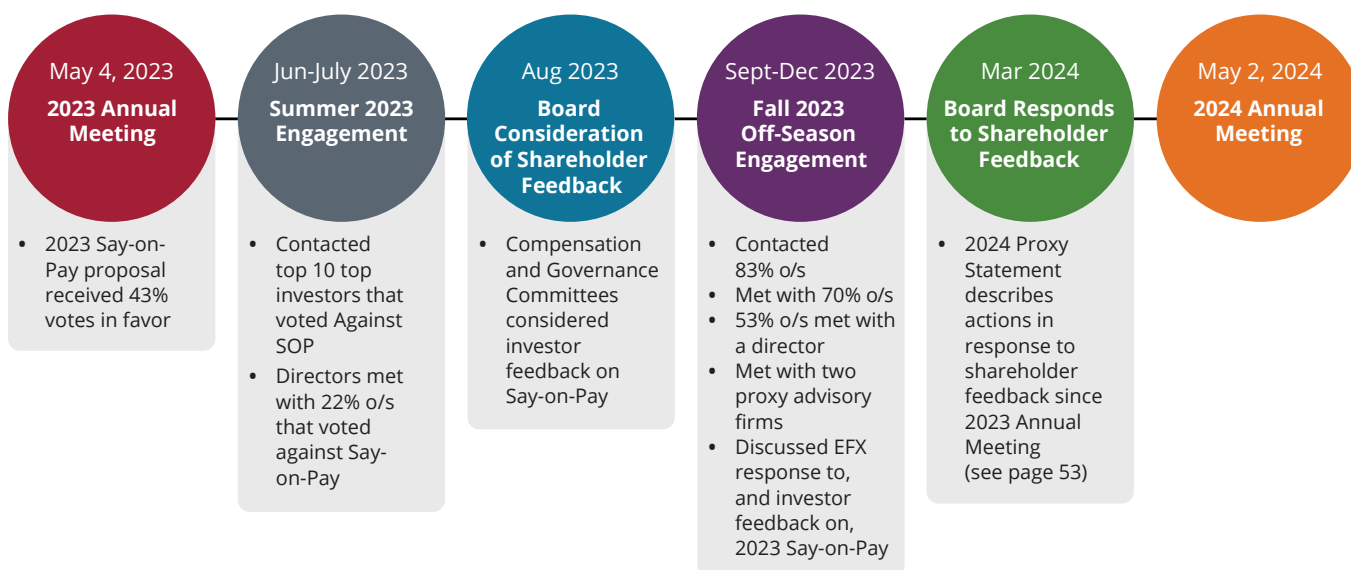 May 4, 2023
2023 Annual
Meeting
• 2023 Say-on-
Pay proposal
received 43%
votes in favor
Jun-July 2023
Summer 2023
Engagement
• Contacted
top 10 top
investors that
voted Against
SOP
• Directors met
with 22% o/s
that voted
against Say-
on-Pay
Aug 2023
Board
Consideration
of Shareholder
Feedback
• Compensation
and Governance
Committees
considered
investor
feedback on
Say-on-Pay
Sept-Dec 2023
Fall 2023
Off-Season
Engagement
• Contacted
83% o/s
• Met with 70% o/s
• 53% o/s met with
a director
• Met with two
proxy advisory
firms
• Discussed EFX
response to,
and investor
feedback on,
2023 Say-on-Pay
Mar 2024
Board Responds
to Shareholder
Feedback
• 2024 Proxy
Statement
describes
actions in
response to
shareholder
feedback since
2023 Annual
Meeting
(see page 53)
May 2, 2024
2024 Annual
Meeting